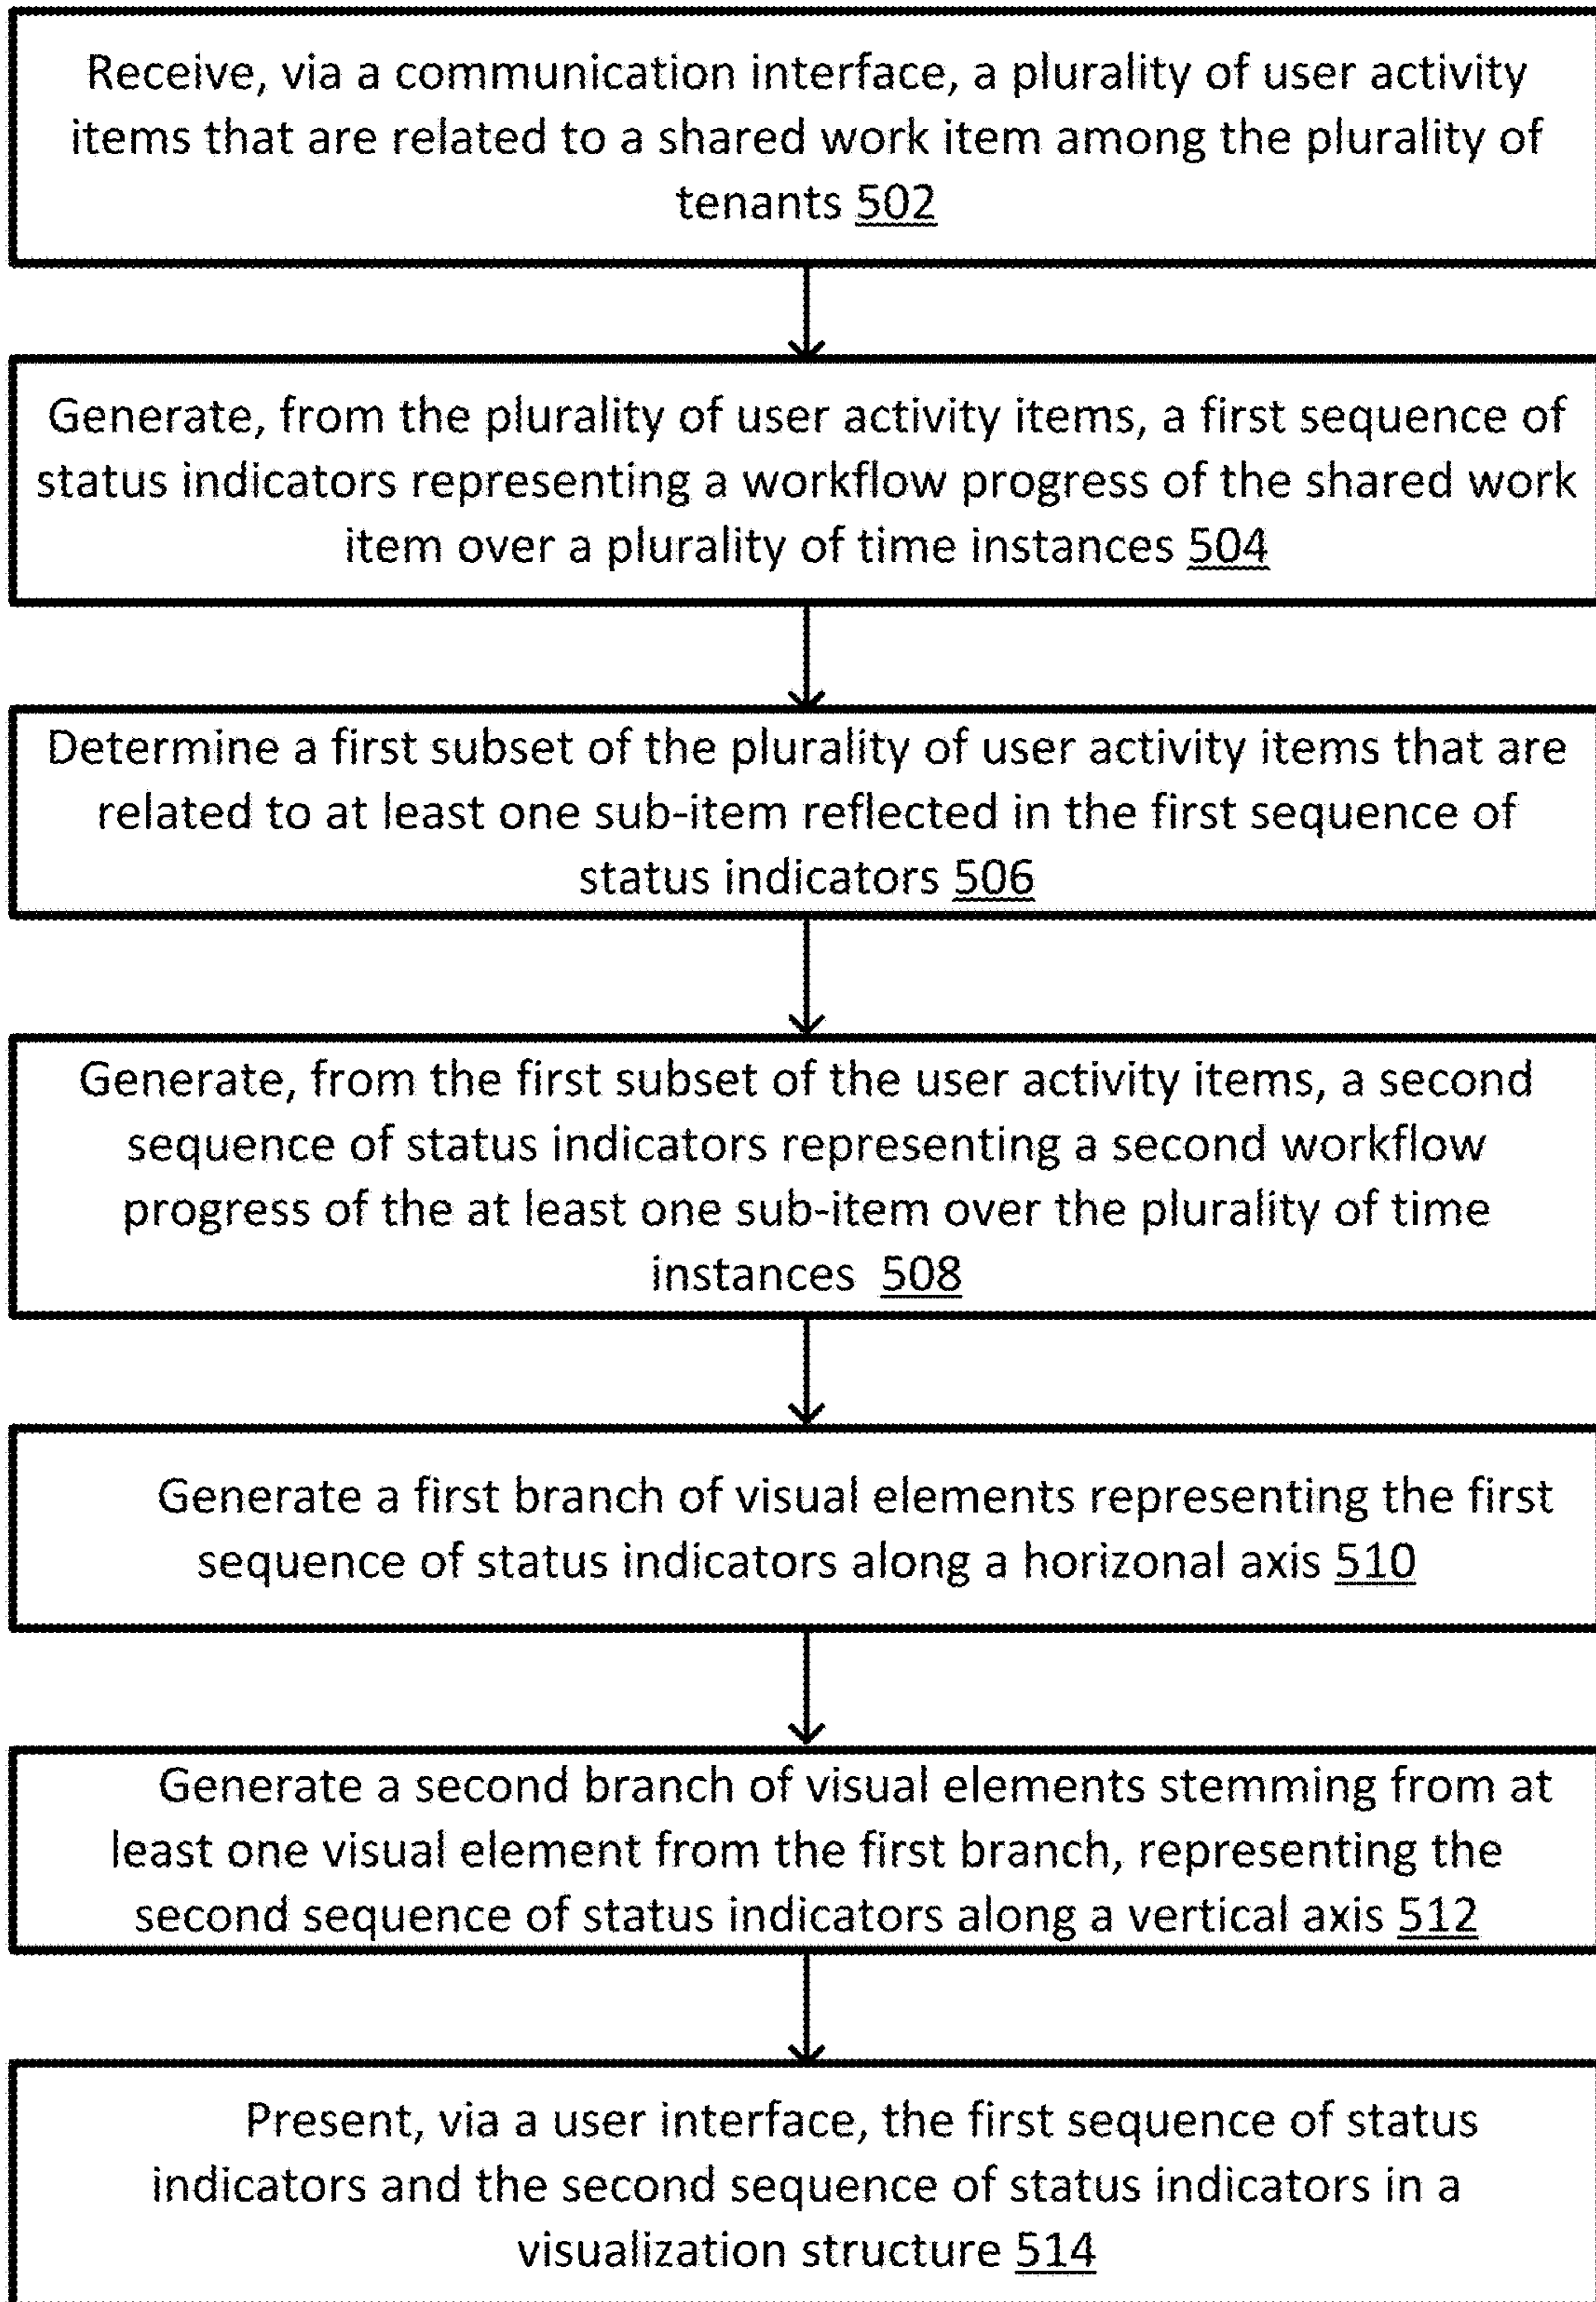 Receive, via a communication interface, a plurality of user activity
items that are related to a shared work item among the plurality of
tenants 502
Generate, from the plurality of user activity items, a first sequence of
status indicators representing a workflow progress of the shared work
item over a plurality of time instances 504
Determine a first subset of the plurality of user activity items that are
related to at least one sub-item reflected in the first sequence of
status indicators 506
Generate, from the first subset of the user activity items, a second
sequence of status indicators representing a second workflow
progress of the at least one sub-item over the plurality of time
instances 508
Generate a first branch of visual elements representing the first
sequence of status indicators along a horizonal axis 510
Generate a second branch of visual elements stemming from at
least one visual element from the first branch, representing the
second sequence of status indicators along a vertical axis 512
Present, via a user interface, the first sequence of status
indicators and the second sequence of status indicators in a
visualization structure 514